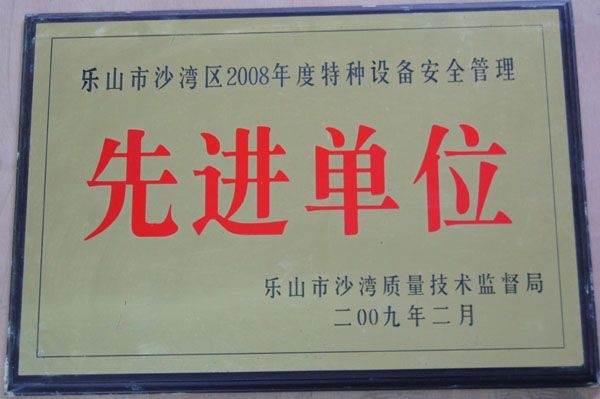 乐山市沙湾区2008年度特种设备安全管理
先进单位
乐山市沙湾质量技术监督局
二00九年二月